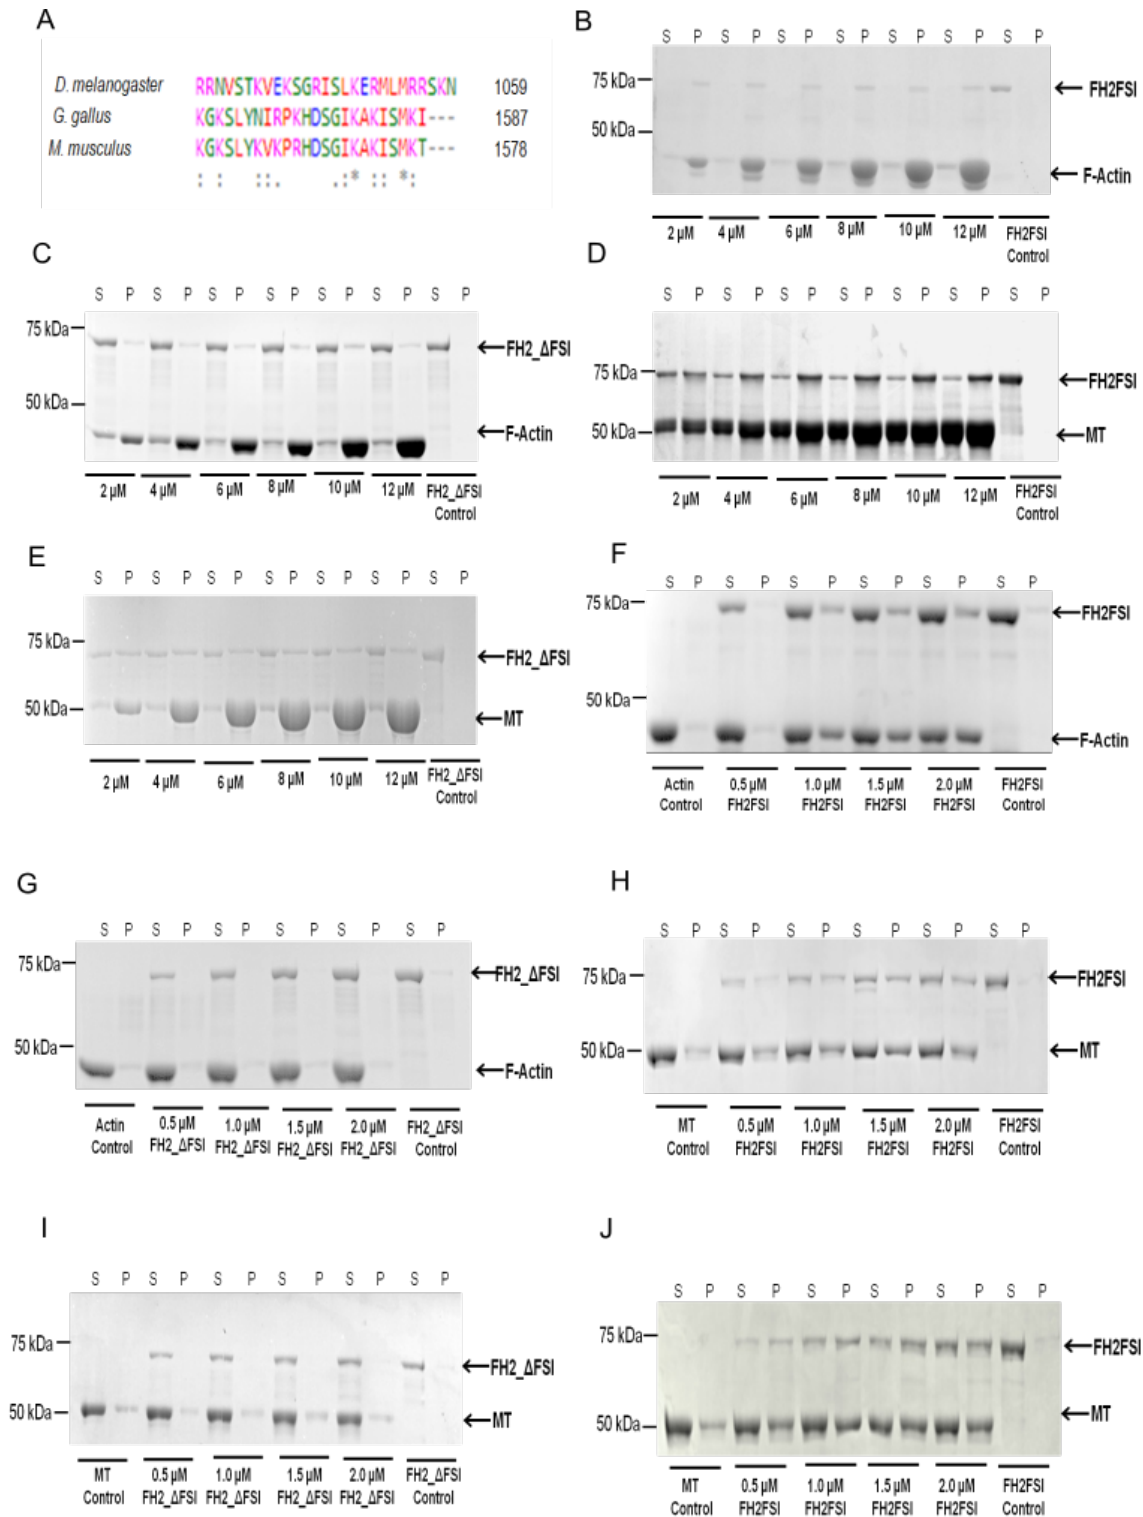 A
D. melanogaster RRNVSTKVEKSGRISLKERMLMRRSKN 1059
G. gallus KGKSLYNIRPKHDSGIKAKISMKI--- 1587
M. musculus KGKSLYKVKPRHDSGIKAKISMKT--- 1578
: : ::. .:* :: *:
B
S P S P S P S P S P S P S P
75 kDa
FH2FSI
50 kDa
F-Actin
2 µM 4 µM 6 µM 8 µM 10 µM 12 µM FH2FSI
Control
C
S P S P S P S P S P S P S P
75 kDa
FH2_ΔFSI
50 kDa
F-Actin
2 µM 4 µM 6 µM 8 µM 10 µM 12 µM FH2_ΔFSI
Control
D
S P S P S P S P S P S P S P
75 kDa
FH2FSI
50 kDa
MT
2 µM 4 µM 6 µM 8 µM 10 µM 12 µM FH2FSI
Control
E
S P S P S P S P S P S P S P
75 kDa
FH2_ΔFSI
50 kDa
MT
2 µM 4 µM 6 µM 8 µM 10 µM 12 µM FH2_ΔFSI
Control
F
S P S P S P S P S P S P
75 kDa
FH2FSI
50 kDa
F-Actin
Actin 0.5 µM 1.0 µM 1.5 µM 2.0 µM FH2FSI
Control FH2FSI FH2FSI FH2FSI FH2FSI Control
G
S P S P S P S P S P S P
75 kDa
FH2_ΔFSI
50 kDa
F-Actin
Actin 0.5 µM 1.0 µM 1.5 µM 2.0 µM FH2_ΔFSI
Control FH2_ΔFSI FH2_ΔFSI FH2_ΔFSI FH2_ΔFSI Control
H
S P S P S P S P S P S P
75 kDa
FH2FSI
50 kDa
MT
MT 0.5 µM 1.0 µM 1.5 µM 2.0 µM FH2FSI
Control FH2FSI FH2FSI FH2FSI FH2FSI Control
I
S P S P S P S P S P S P
75 kDa
FH2_ΔFSI
50 kDa
MT
MT 0.5 µM 1.0 µM 1.5 µM 2.0 µM FH2_ΔFSI
Control FH2_ΔFSI FH2_ΔFSI FH2_ΔFSI FH2_ΔFSI Control
J
S P S P S P S P S P S P
75 kDa
FH2FSI
50 kDa
MT
MT 0.5 µM 1.0 µM 1.5 µM 2.0 µM FH2FSI
Control FH2FSI FH2FSI FH2FSI FH2FSI Control